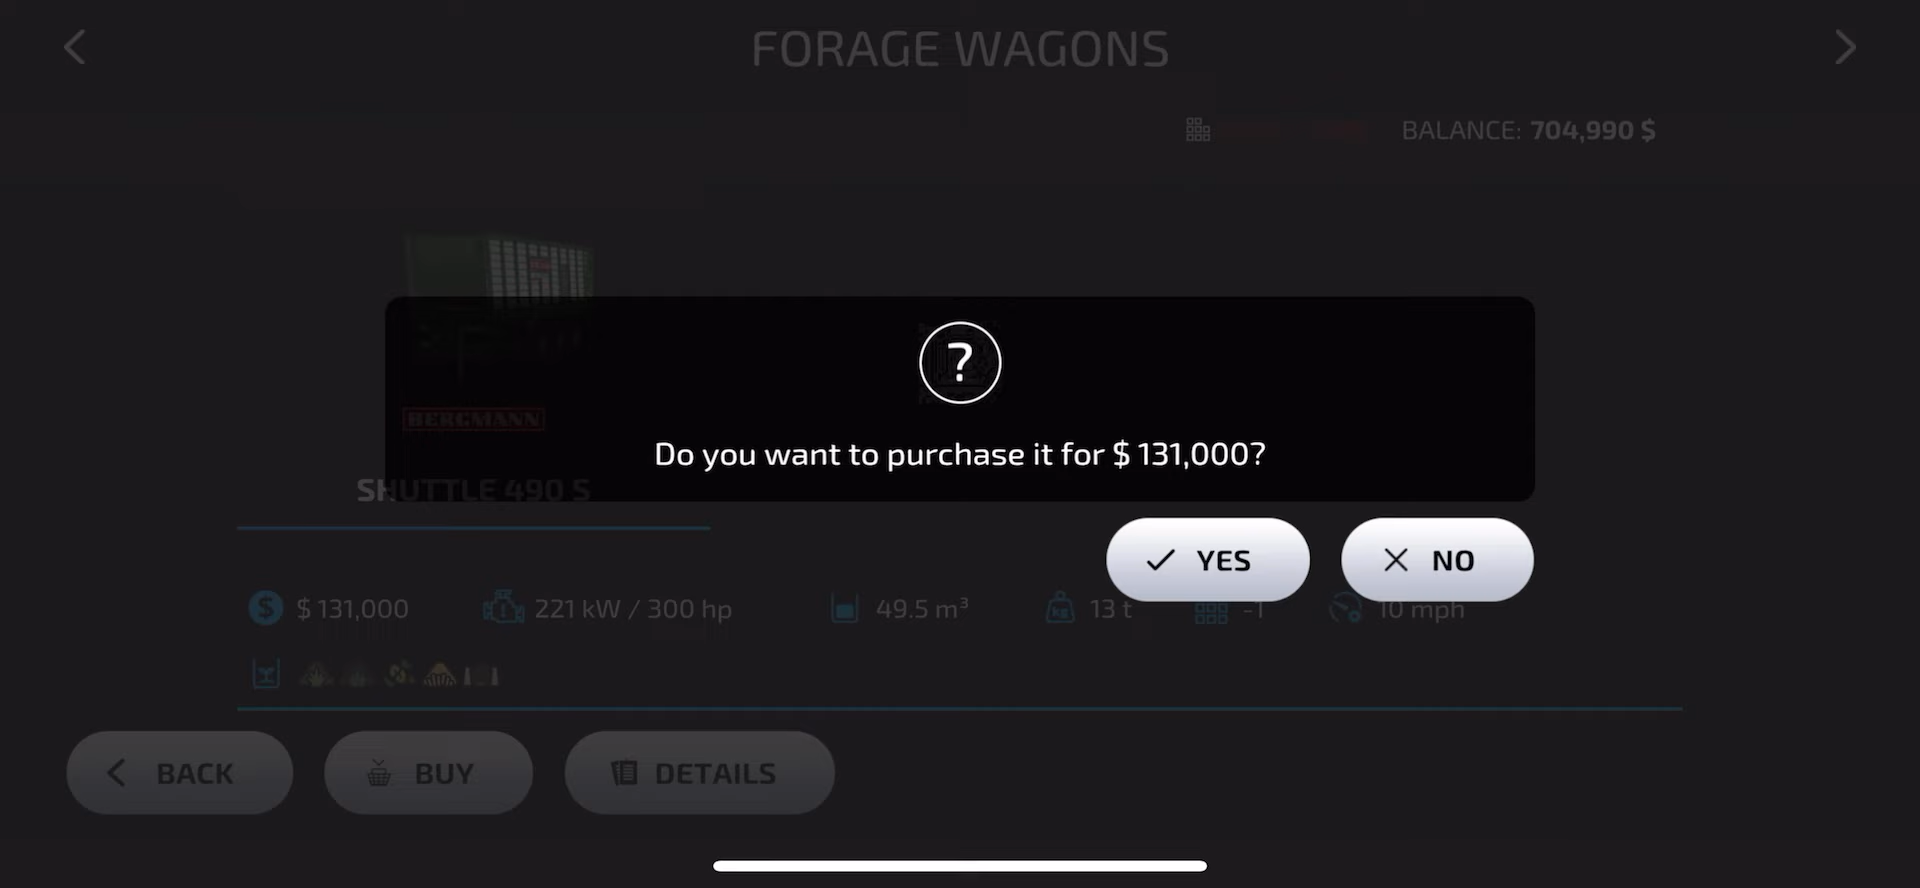 FORAGE WAGONS
BALANCE: 704,990 $
?
BERGMANN
Do you want to purchase it for $ 131,000?
SHUTTLE 490 S
YES
NO
$ 131,000
221 kW / 300 hp
49.5 m³
kg 13 t
-1
10 mph
BACK
BUY
DETAILS